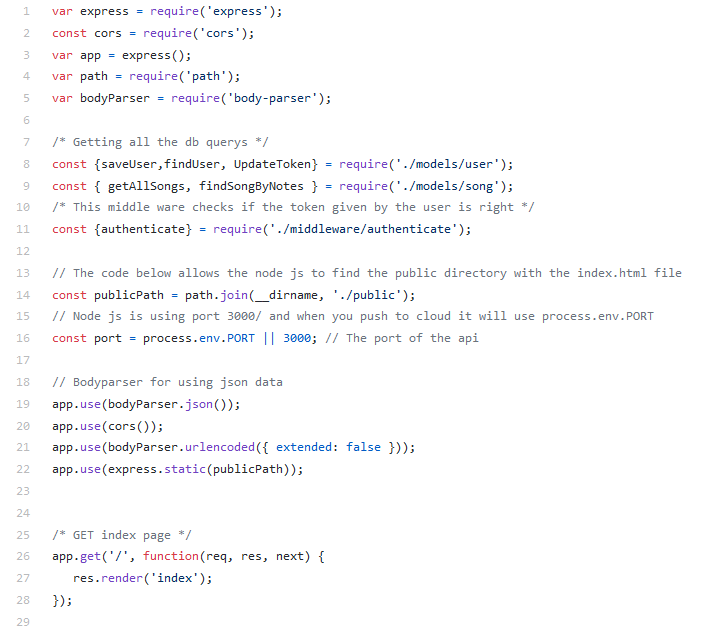 1 var express = require('express');
2 const cors = require('cors');
3 var app = express();
4 var path = require('path');
5 var bodyParser = require('body-parser');
6
7 /* Getting all the db querys */
8 const {saveUser,findUser, UpdateToken} = require('./models/user');
9 const { getAllSongs, findSongByNotes } = require('./models/song');
10 /* This middle ware checks if the token given by the user is right */
11 const {authenticate} = require('./middleware/authenticate');
12
13 // The code below allows the node js to find the public directory with the index.html file
14 const publicPath = path.join(__dirname, './public');
15 // Node js is using port 3000/ and when you push to cloud it will use process.env.PORT
16 const port = process.env.PORT || 3000; // The port of the api
17
18 // Bodyparser for using json data
19 app.use(bodyParser.json());
20 app.use(cors());
21 app.use(bodyParser.urlencoded({ extended: false }));
22 app.use(express.static(publicPath));
23
24
25 /* GET index page */
26 app.get('/', function(req, res, next) {
27    res.render('index');
28 });
29